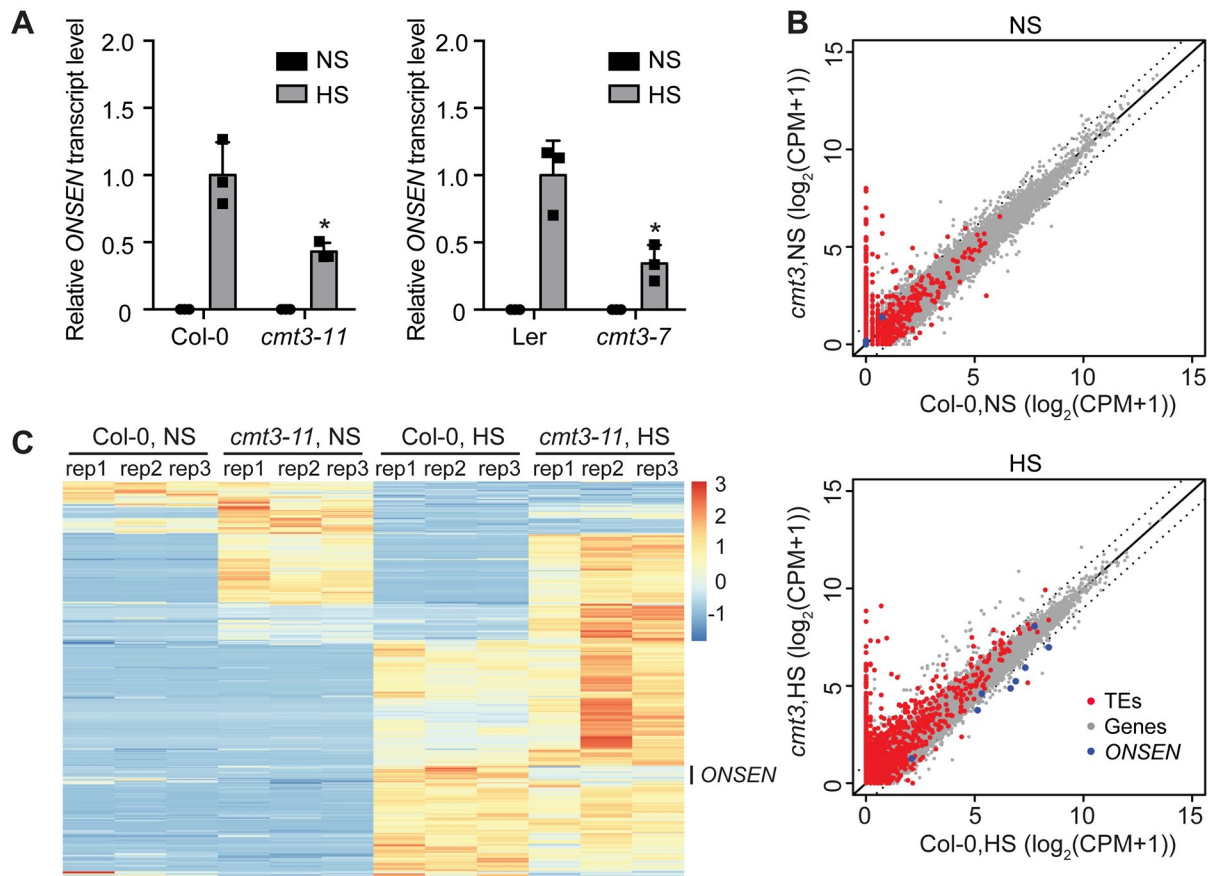 A
Relative ONSEN transcript level
2.0
1.5
1.0
0.5
0
NS
HS
*
Col-0
cmt3-11
Relative ONSEN transcript level
2.0
1.5
1.0
0.5
0
NS
HS
*
Ler
cmt3-7
B
NS
cmt3,NS (log2(CPM+1))
15
10
5
0
0 5 10 15
Col-0,NS (log2(CPM+1))
HS
cmt3,HS (log2(CPM+1))
15
10
5
0
TEs
Genes
ONSEN
0 5 10 15
Col-0,HS (log2(CPM+1))
C
Col-0, NS cmt3-11, NS Col-0, HS cmt3-11, HS
rep1 rep2 rep3 rep1 rep2 rep3 rep1 rep2 rep3 rep1 rep2 rep3
3
2
1
0
-1
ONSEN